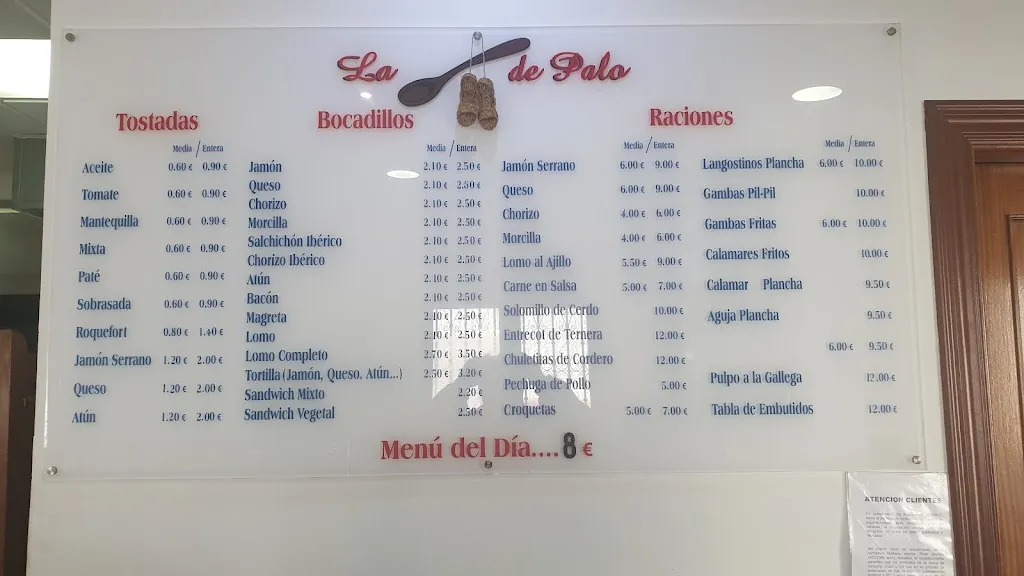 La de Palo
Tostadas
Media / Entera
Aceite 0.60 € 0.90 €
Tomate 0.60 € 0.90 €
Mantequilla 0.60 € 0.90 €
Mixta 0.60 € 0.90 €
Paté 0.60 € 0.90 €
Sobrasada 0.60 € 0.90 €
Roquefort 0.80 € 1.40 €
Jamón Serrano 1.20 € 2.00 €
Queso 1.20 € 2.00 €
Atún 1.20 € 2.00 €
Bocadillos
Media / Entera
Jamón 2.10 € 2.50 €
Queso 2.10 € 2.50 €
Chorizo 2.10 € 2.50 €
Morcilla 2.10 € 2.50 €
Salchichón Ibérico 2.10 € 2.50 €
Chorizo Ibérico 2.10 € 2.50 €
Atún 2.10 € 2.50 €
Bacón 2.10 € 2.50 €
Magreta 2.10 € 2.50 €
Lomo 2.10 € 2.50 €
Lomo Completo 2.70 € 3.50 €
Tortilla (Jamón, Queso, Atún...) 2.50 € 3.20 €
Sandwich Mixto 2.20 €
Sandwich Vegetal 2.50 €
Raciones
Media / Entera
Jamón Serrano 6.00 € 9.00 €
Queso 6.00 € 9.00 €
Chorizo 4.00 € 6.00 €
Morcilla 4.00 € 6.00 €
Lomo al Ajillo 5.50 € 9.00 €
Carne en Salsa 5.00 € 7.00 €
Solomillo de Cerdo 10.00 €
Entrecot de Ternera 12.00 €
Chuletitas de Cordero 12.00 €
Pechuga de Pollo 5.00 €
Croquetas 5.00 € 7.00 €
Media / Entera
Langostinos Plancha 6.00 € 10.00 €
Gambas Pil-Pil 10.00 €
Gambas Fritas 6.00 € 10.00 €
Calamares Fritos 10.00 €
Calamar Plancha 9.50 €
Aguja Plancha 9.50 €
6.00 € 9.50 €
Pulpo a la Gallega 12.00 €
Tabla de Embutidos 12.00 €
Menú del Día.... 8 €
ATENCION CLIENTES